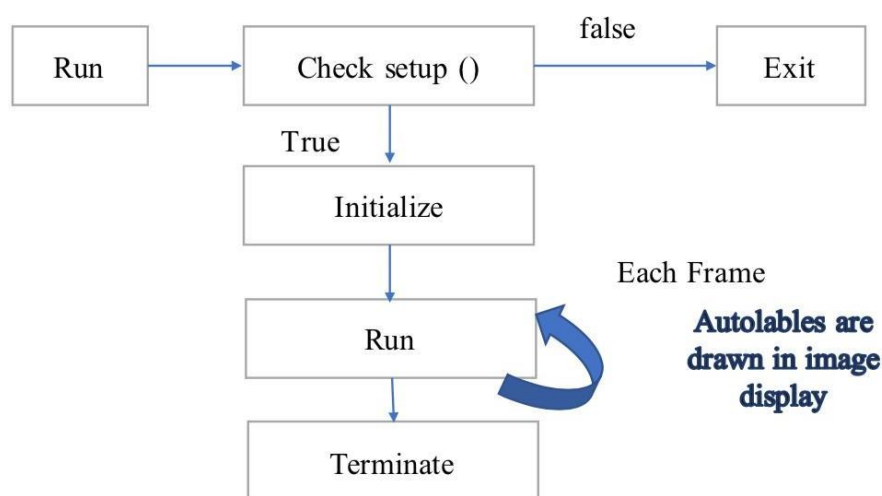 false
Run
Check setup ()
Exit
True
Initialize
Each Frame
Run
Autolables are
drawn in image
display
Terminate